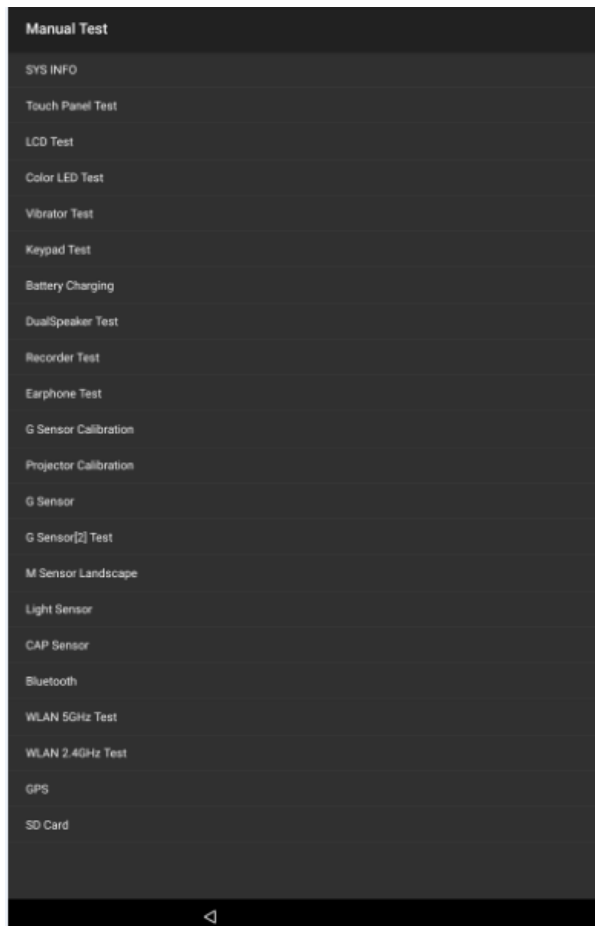 Manual Test
SYS INFO
Touch Panel Test
LCD Test
Color LED Test
Vibrator Test
Keypad Test
Battery Charging
DualSpeaker Test
Recorder Test
Earphone Test
G Sensor Calibration
Projector Calibration
G Sensor
G Sensor[2] Test
M Sensor Landscape
Light Sensor
CAP Sensor
Bluetooth
WLAN 5GHz Test
WLAN 2.4GHz Test
GPS
SD Card